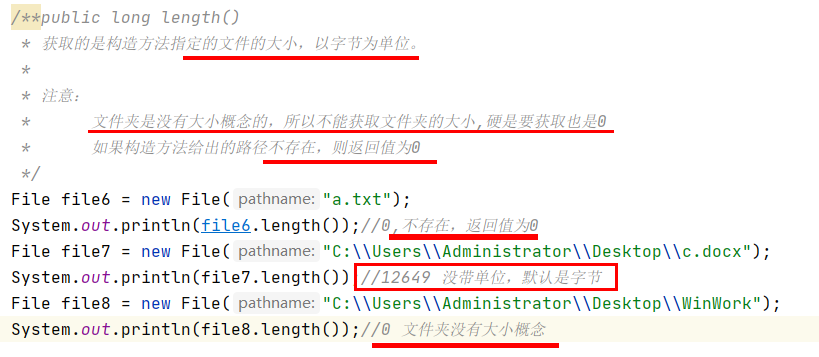 /**public long length()
* 获取的是构造方法指定的文件的大小，以字节为单位。
*
* 注意：
* 文件夹是没有大小概念的，所以不能获取文件夹的大小,硬是要获取也是0
* 如果构造方法给出的路径不存在，则返回值为0
*/
File file6 = new File( pathname: "a.txt");
System.out.println(file6.length());//0,不存在，返回值为0
File file7 = new File( pathname: "C:\\Users\\Administrator\\Desktop\\c.docx");
System.out.println(file7.length()) //12649 没带单位，默认是字节
File file8 = new File( pathname: "C:\\Users\\Administrator\\Desktop\\WinWork");
System.out.println(file8.length());//0 文件夹没有大小概念